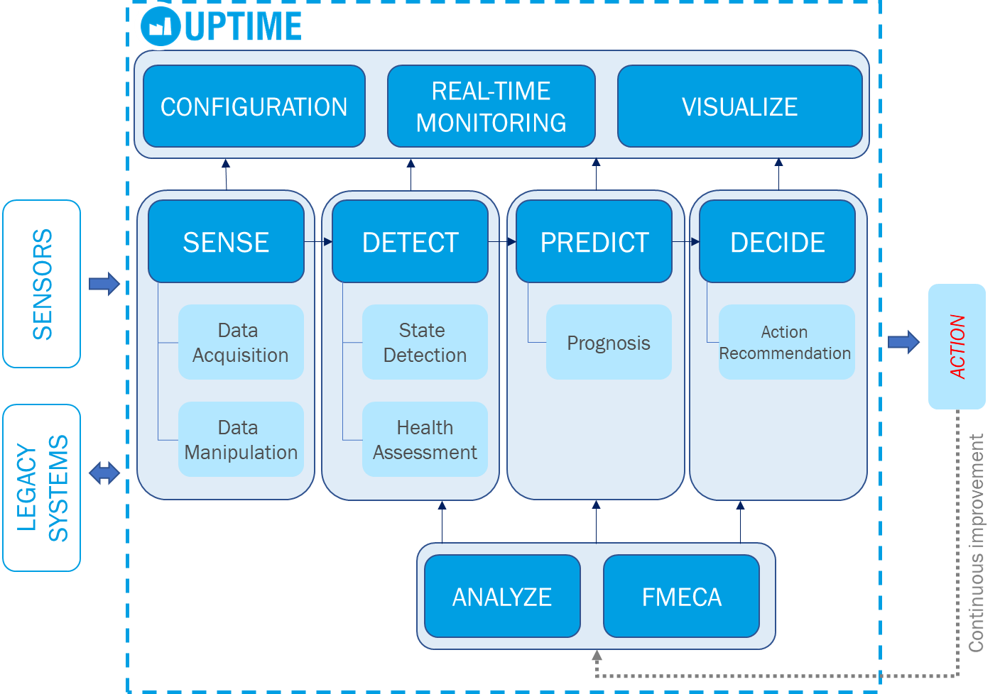 UPTIME
CONFIGURATION
REAL-TIME
MONITORING
VISUALIZE
SENSORS
LEGACY
SYSTEMS
SENSE
Data
Acquisition
Data
Manipulation
DETECT
State
Detection
Health
Assessment
PREDICT
Prognosis
DECIDE
Action
Recommendation
ACTION
Continuous improvement
ANALYZE
FMECA